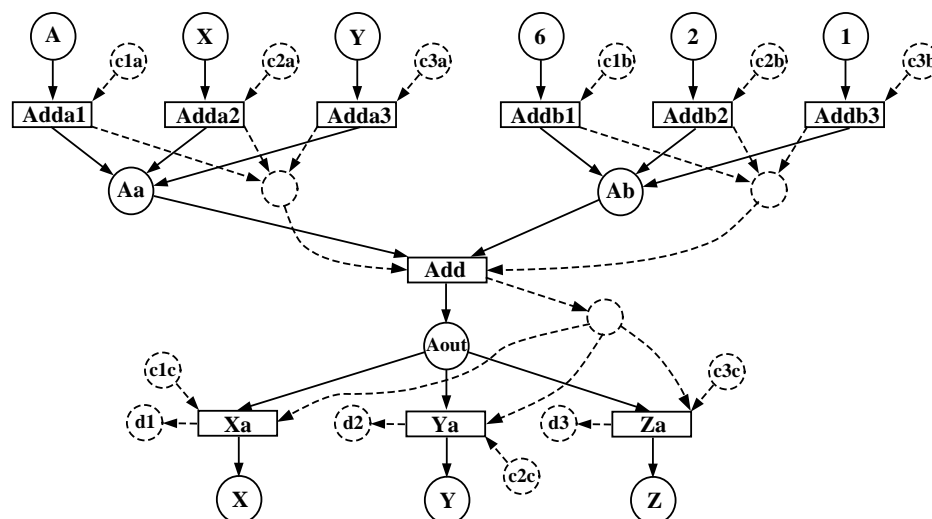 A X Y 6 2 1
c1a c2a c3a c1b c2b c3b
Adda1 Adda2 Adda3 Addb1 Addb2 Addb3
Aa Ab
Add
Aout
c1c c3c
d1 Xa d2 Ya d3 Za
c2c
X Y Z